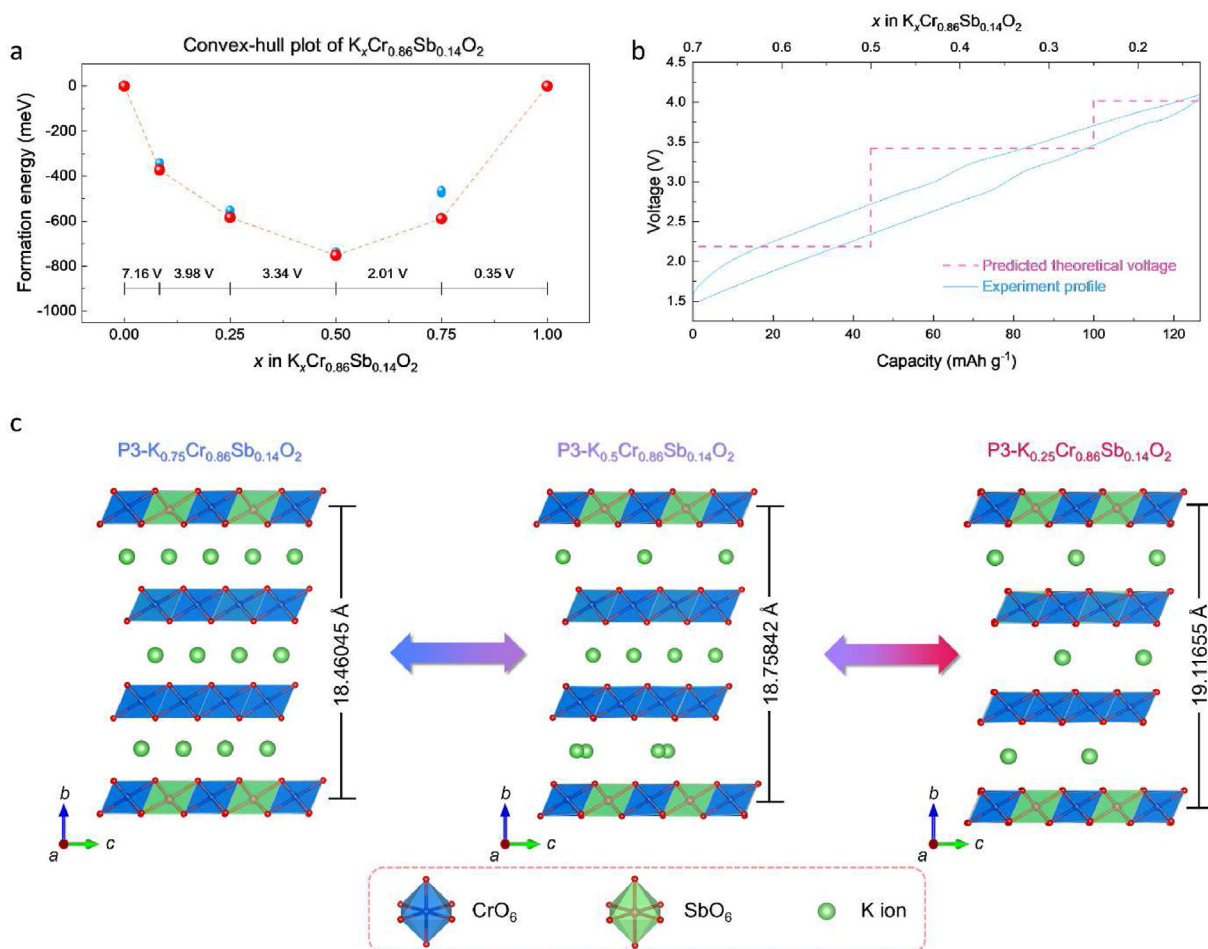 a
Convex-hull plot of KxCr0.86Sb0.14O2
Formation energy (meV)
0
-200
-400
-600
-800
-1000
7.16 V 3.98 V 3.34 V 2.01 V 0.35 V
0.00 0.25 0.50 0.75 1.00
x in KxCr0.86Sb0.14O2
b
x in KxCr0.86Sb0.14O2
0.7 0.6 0.5 0.4 0.3 0.2
Voltage (V)
4.5
4.0
3.5
3.0
2.5
2.0
1.5
Predicted theoretical voltage
Experiment profile
0 20 40 60 80 100 120
Capacity (mAh g-1)
c
P3-K0.75Cr0.86Sb0.14O2
P3-K0.5Cr0.86Sb0.14O2
P3-K0.25Cr0.86Sb0.14O2
18.46045 Å
18.75842 Å
19.11655 Å
b
a c
b
a c
b
a c
CrO6 SbO6 K ion